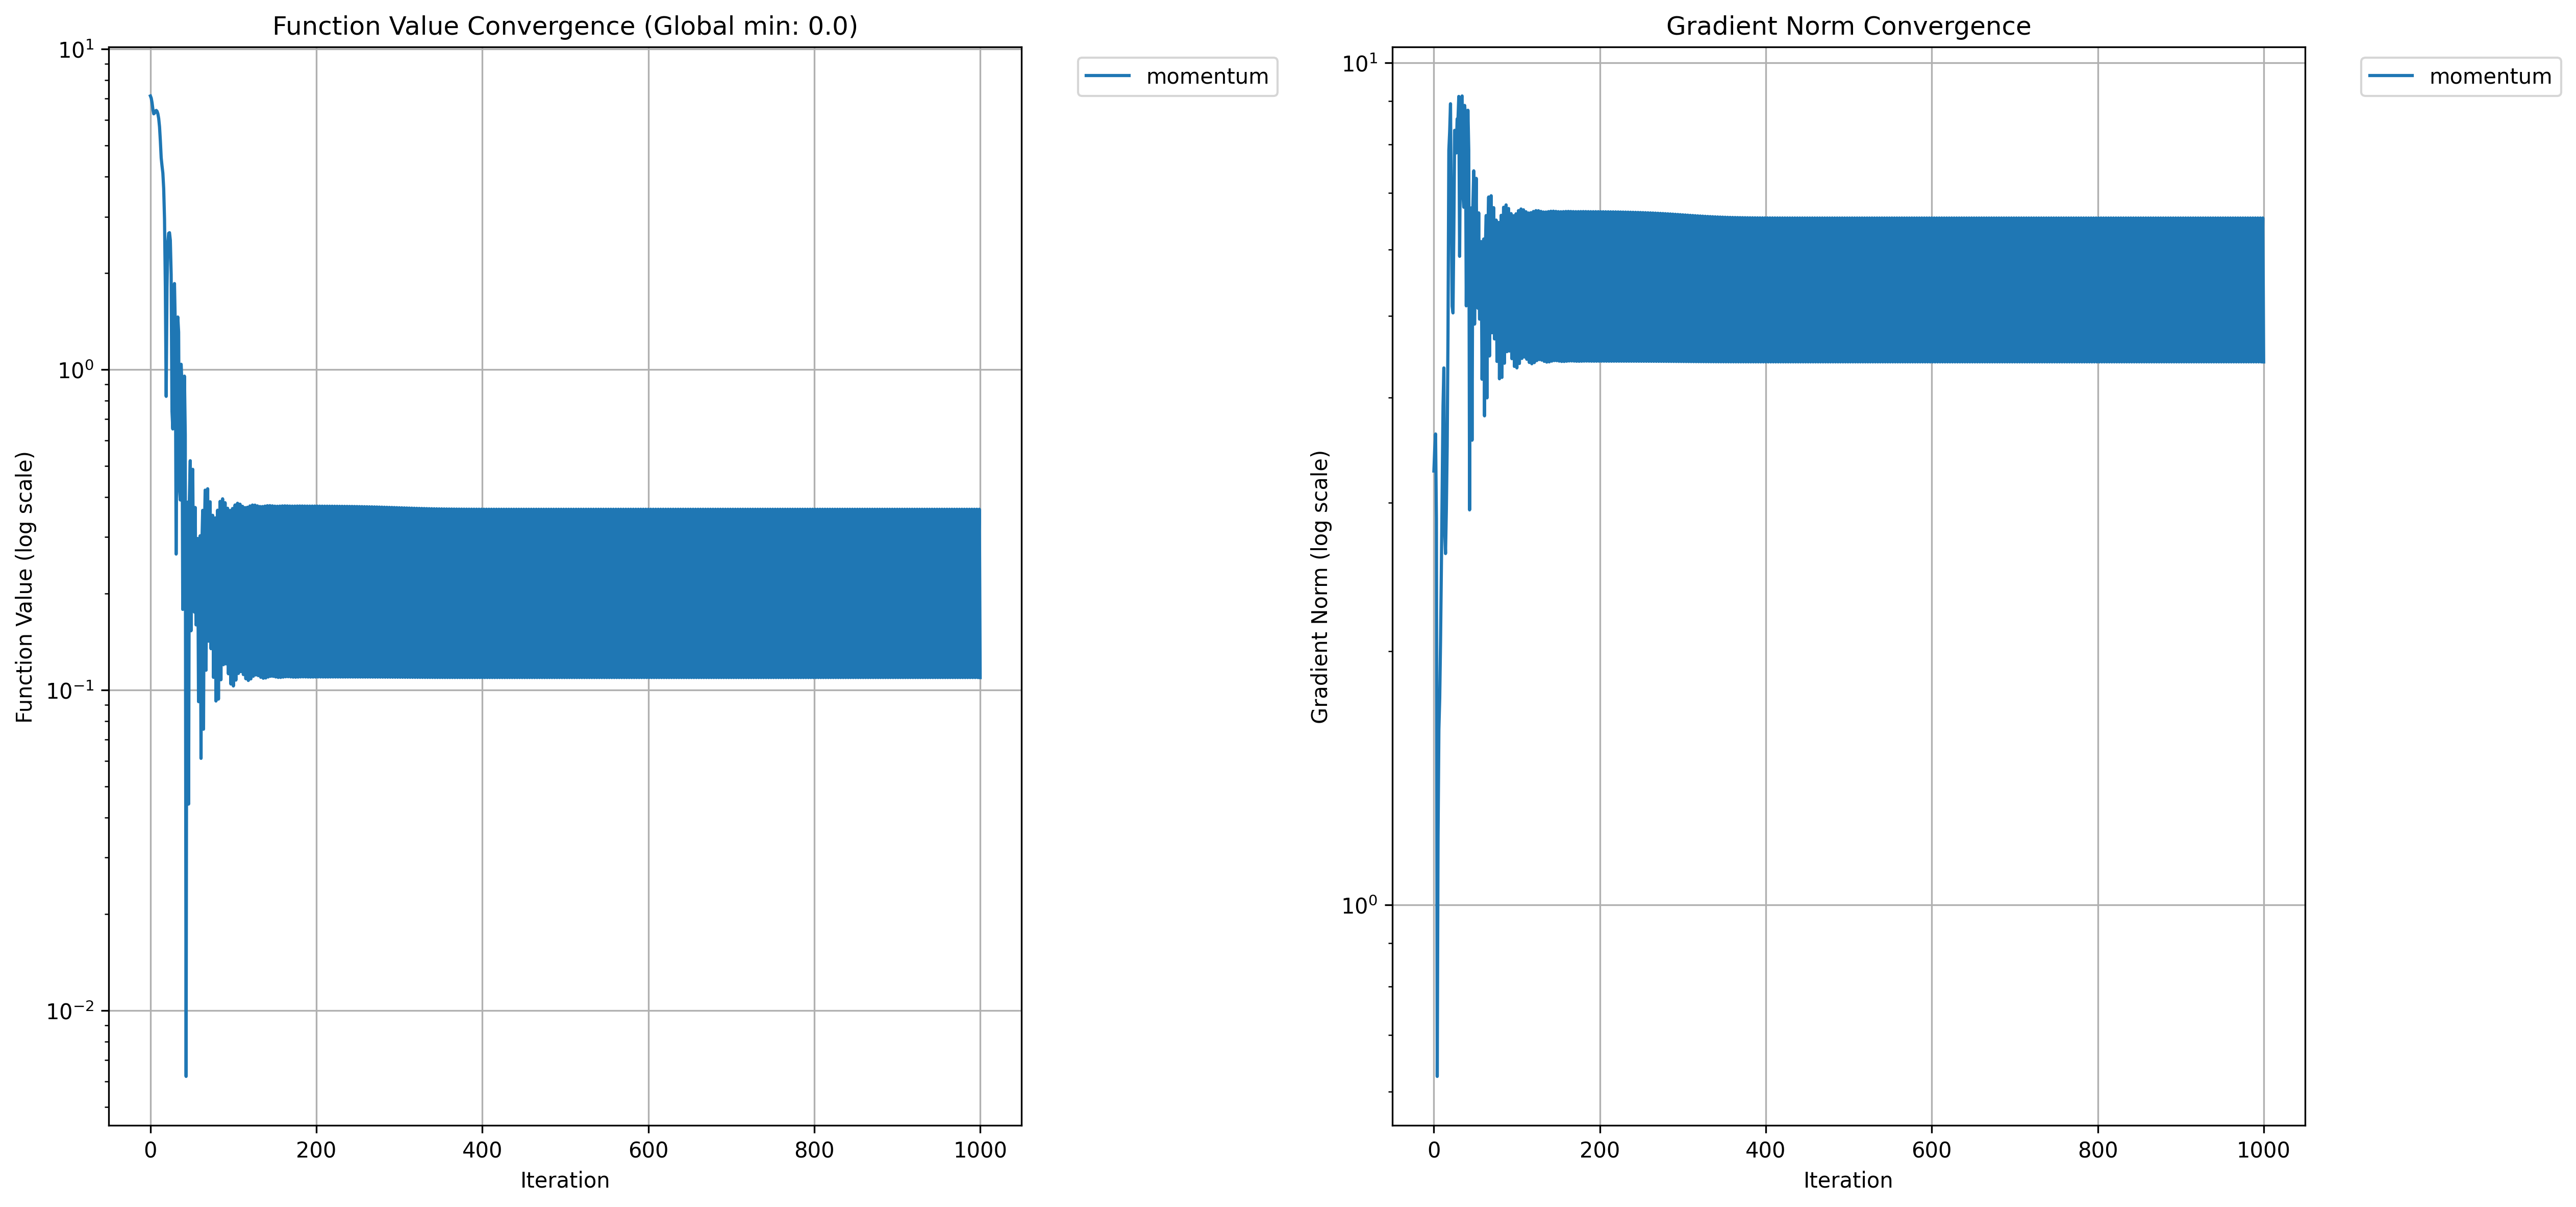 Function Value Convergence (Global min: 0.0)
10¹
10⁰
10⁻¹
10⁻²
Function Value (log scale)
0 200 400 600 800 1000
Iteration
momentum
Gradient Norm Convergence
10¹
10⁰
Gradient Norm (log scale)
0 200 400 600 800 1000
Iteration
momentum